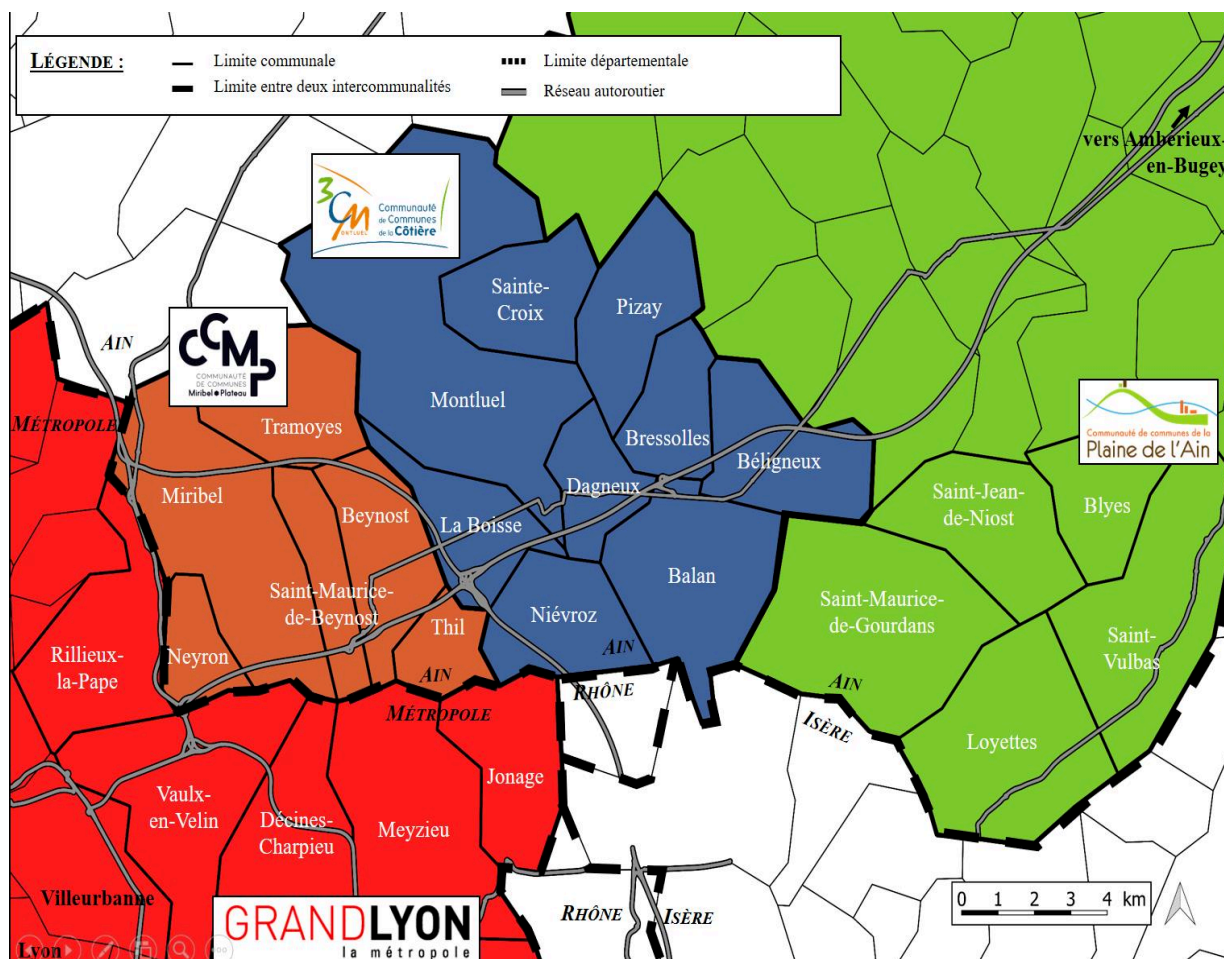 LÉGENDE :
Limite communale
Limite départementale
Limite entre deux intercommunalités
Réseau autoroutier
vers Ambérieux-
en-Bugey
3CM
MONTLUEL
Communauté
de Communes
de la Côtière
Sainte-
Croix
Pizay
AIN
CCMP
COMMUNAUTÉ
DE COMMUNES
Miribel Plateau
Montluel
MÉTROPOLE
Tramoyes
Bressolles
Béligneux
Communauté de communes de la
Plaine de l'Ain
Miribel
Beynost
Dagneux
La Boisse
Saint-Jean-
de-Niost
Blyes
Balan
Saint-Maurice-
de-Beynost
Niévroz
Thil
Saint-Maurice-
de-Gourdans
Saint-
Vulbas
Rillieux-
la-Pape
Neyron
AIN
AIN
AIN
RHÔNE
MÉTROPOLE
ISÈRE
Loyettes
Jonage
Vaulx-
en-Velin
Décines-
Charpieu
Meyzieu
Villeurbanne
Lyon
GRANDLYON
la métropole
RHÔNE
ISÈRE
0 1 2 3 4 km